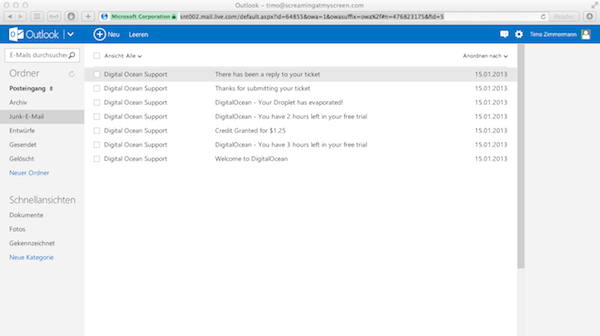 Outlook – timo@screamingatmyscreen.com
Microsoft Corporation snt002.mail.live.com/default.aspx?id=64855&owa=1&owasuffix=owa%2f#n=476823175&fid=5
Reader
Outlook
Neu Leeren
Timo Zimmermann
E-Mails durchsuchen
Ansicht Alle
Anordnen nach
Ordner
Posteingang 8
Archiv
Junk-E-Mail
Entwürfe
Gesendet
Gelöscht
Neuer Ordner
Schnellansichten
Dokumente
Fotos
Gekennzeichnet
Neue Kategorie
Digital Ocean Support There has been a reply to your ticket 15.01.2013
Digital Ocean Support Thanks for submitting your ticket 15.01.2013
Digital Ocean Support DigitalOcean - Your Droplet has evaporated! 15.01.2013
Digital Ocean Support DigitalOcean - You have 2 hours left in your free trial 15.01.2013
Digital Ocean Support Credit Granted for $1.25 15.01.2013
Digital Ocean Support DigitalOcean - You have 3 hours left in your free trial 15.01.2013
Digital Ocean Support Welcome to DigitalOcean 15.01.2013